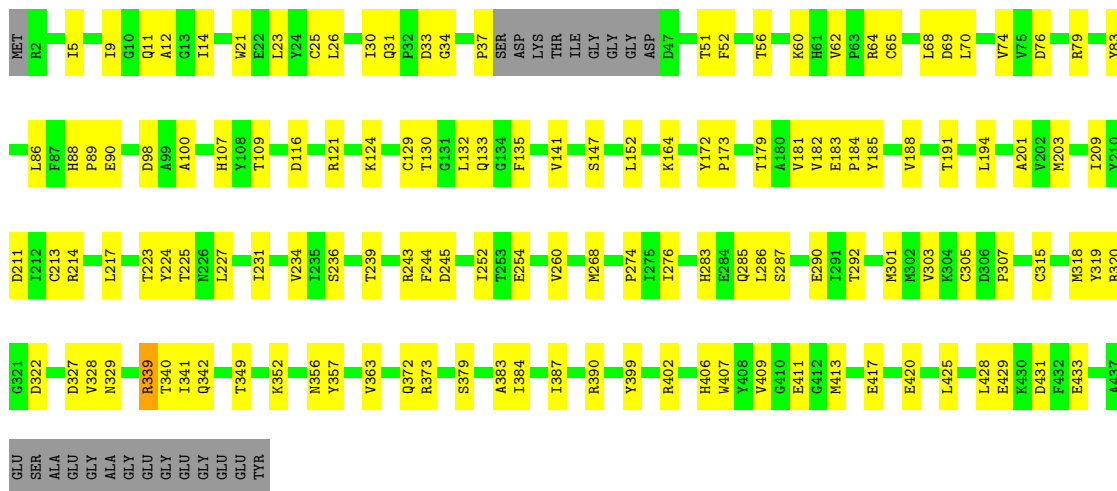 MET R2 I5 I9 G10 Q11 A12 G13 I14 W21 E22 L23 Y24 C25 L26 I30 Q31 P32 D33 G34 P37 SER ASP LYS THR ILE GLY GLY GLY ASP D47 T51 F52 T56 K60 H61 V62 P63 R64 C65 L68 D69 L70 V74 V75 D76 R79 Y83
L86 F87 H88 P89 E90 D98 A99 A100 H107 Y108 T109 D116 R121 K124 C129 T130 G131 L132 Q133 G134 F135 V141 S147 L152 K164 Y172 P173 T179 A180 V181 V182 E183 P184 Y185 V188 T191 L194 A201 V202 M203 I209 Y210
D211 I212 C213 R214 L217 T223 Y224 T225 N226 L227 I231 V234 I235 S236 T239 R243 F244 D245 I252 T253 E254 V260 M268 P274 I275 I276 H283 E284 Q285 L286 S287 E290 I291 T292 M301 M302 V303 K304 C305 D306 P307 C315 M318 Y319 R320
G321 D322 D327 V328 N329 R339 T340 I341 Q342 T349 K352 N356 Y357 V363 Q372 R373 S379 A383 I384 I387 R390 Y399 R402 H406 W407 Y408 V409 G410 E411 G412 M413 E417 E420 L425 L428 E429 K430 D431 F432 E433 A437
GLU SER ALA GLU GLY ALA GLY GLU GLY GLU GLY GLU GLU TYR